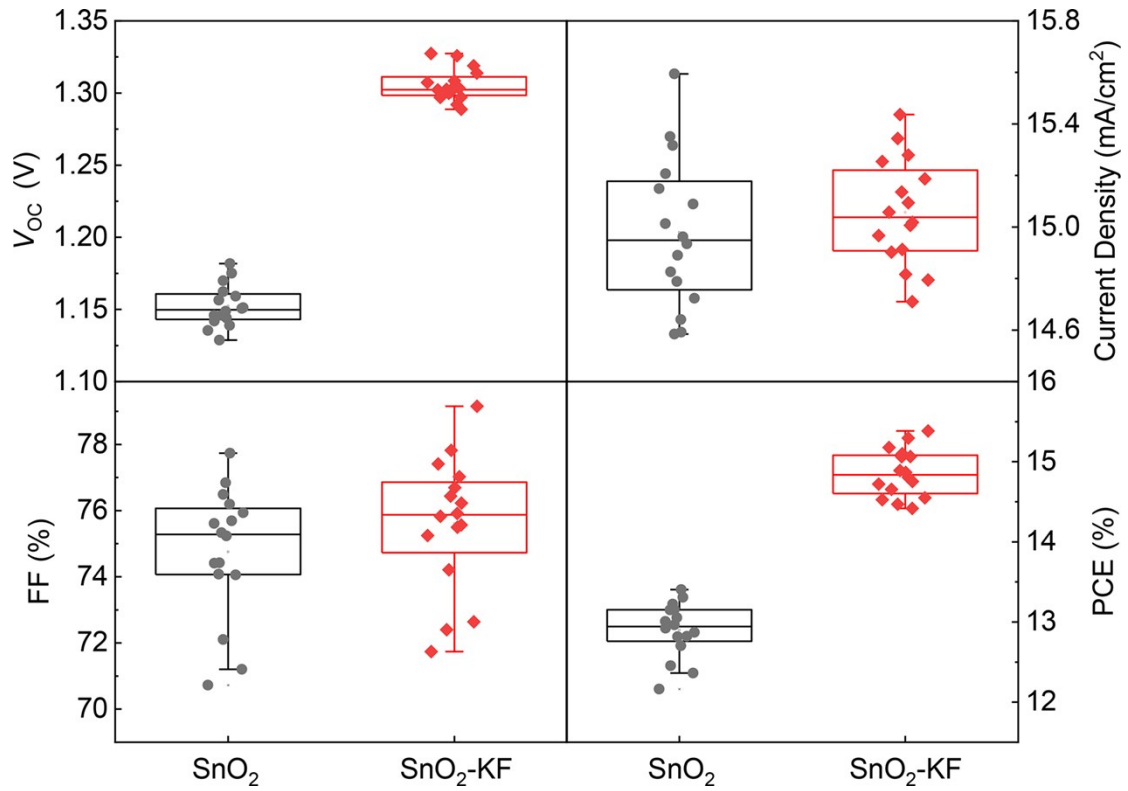 1.35
1.30
1.25
1.20
1.15
1.10
V_OC (V)
15.8
15.4
15.0
14.6
Current Density (mA/cm²)
78
76
74
72
70
FF (%)
16
15
14
13
12
PCE (%)
SnO₂
SnO₂-KF
SnO₂
SnO₂-KF